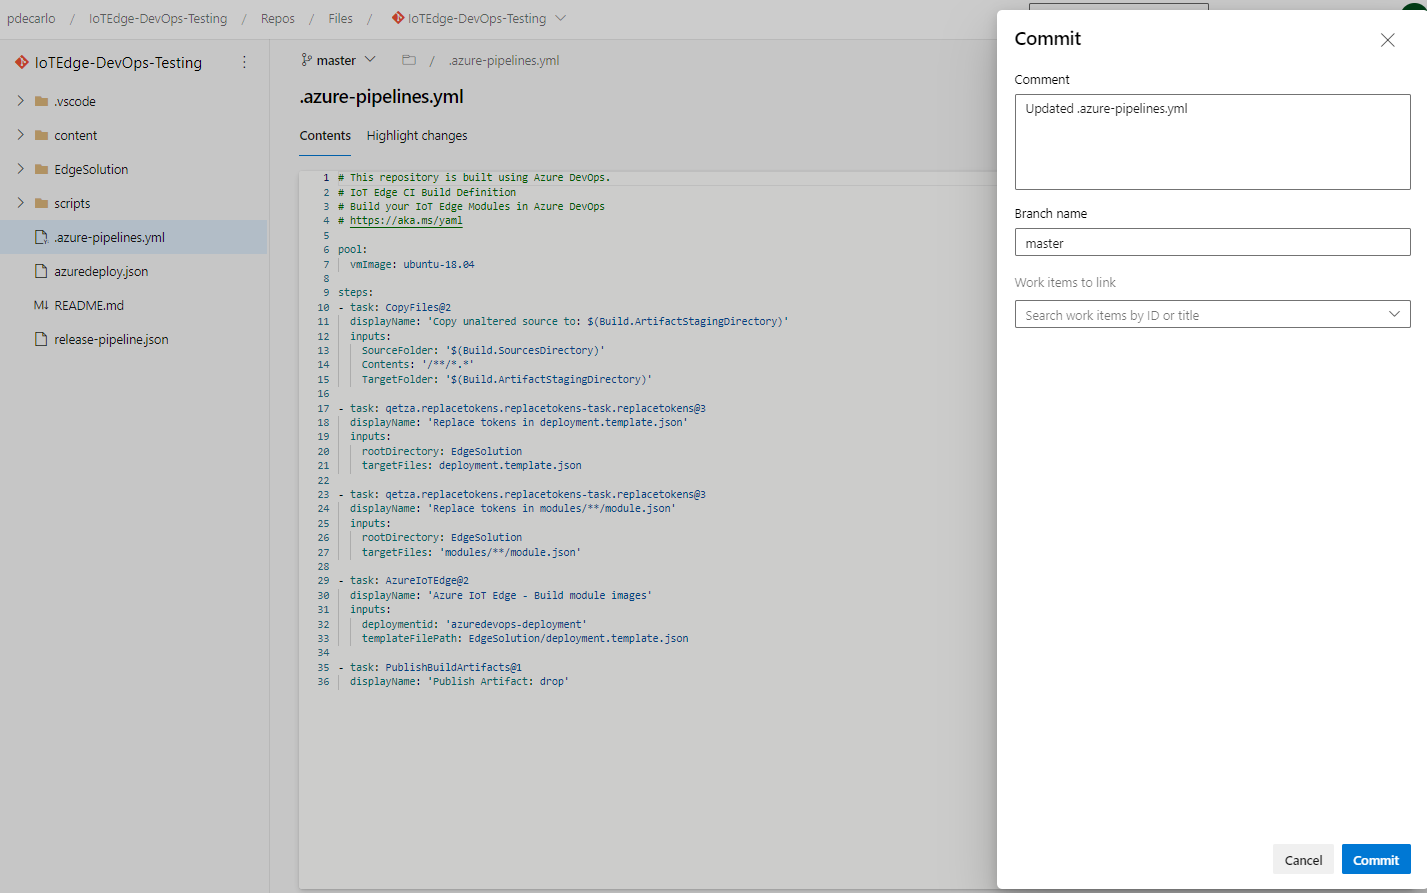 pdecarlo / IoTEdge-DevOps-Testing / Repos / Files / IoTEdge-DevOps-Testing
IoTEdge-DevOps-Testing
.vscode
content
EdgeSolution
scripts
.azure-pipelines.yml
azuredeploy.json
M↓ README.md
release-pipeline.json
master / .azure-pipelines.yml
.azure-pipelines.yml
Contents Highlight changes
1 # This repository is built using Azure DevOps.
2 # IoT Edge CI Build Definition
3 # Build your IoT Edge Modules in Azure DevOps
4 # https://aka.ms/yaml
5
6 pool:
7   vmImage: ubuntu-18.04
8
9 steps:
10 - task: CopyFiles@2
11   displayName: 'Copy unaltered source to: $(Build.ArtifactStagingDirectory)'
12   inputs:
13     SourceFolder: '$(Build.SourcesDirectory)'
14     Contents: '/**/*.*'
15     TargetFolder: '$(Build.ArtifactStagingDirectory)'
16
17 - task: qetza.replacetokens.replacetokens-task.replacetokens@3
18   displayName: 'Replace tokens in deployment.template.json'
19   inputs:
20     rootDirectory: EdgeSolution
21     targetFiles: deployment.template.json
22
23 - task: qetza.replacetokens.replacetokens-task.replacetokens@3
24   displayName: 'Replace tokens in modules/**/module.json'
25   inputs:
26     rootDirectory: EdgeSolution
27     targetFiles: 'modules/**/module.json'
28
29 - task: AzureIoTEdge@2
30   displayName: 'Azure IoT Edge - Build module images'
31   inputs:
32     deploymentid: 'azuredevops-deployment'
33     templateFilePath: EdgeSolution/deployment.template.json
34
35 - task: PublishBuildArtifacts@1
36   displayName: 'Publish Artifact: drop'
Commit
Comment
Updated .azure-pipelines.yml
Branch name
master
Work items to link
Search work items by ID or title
Cancel Commit